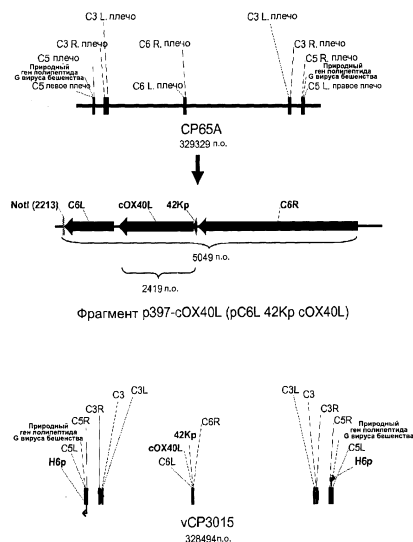 C3 L. плечо
C3 L. плечо
C3 R. плечо
C6 R. плечо
C3 R. плечо
C5 плечо
C5 R. плечо
Природный
ген полипептида
G вируса бешенства
Природный
ген полипептида
G вируса бешенства
C5 левое плечо
C6 L. плечо
C5 L. правое плечо
CP65A
329329 п.о.
NotI (2213)
C6L
cOX40L
42Kp
C6R
5049 п.о.
2419 п.о.
Фрагмент p397-cOX40L (pC6L 42Kp cOX40L)
C3L
C3
C3L
C3
C3R
C6R
C3R
Природный
ген полипептида
G вируса бешенства
C5R
42Kp
C5R
Природный
ген полипептида
G вируса бешенства
C5L
cOX40L
C5L
H6p
C6L
H6p
vCP3015
328494п.о.